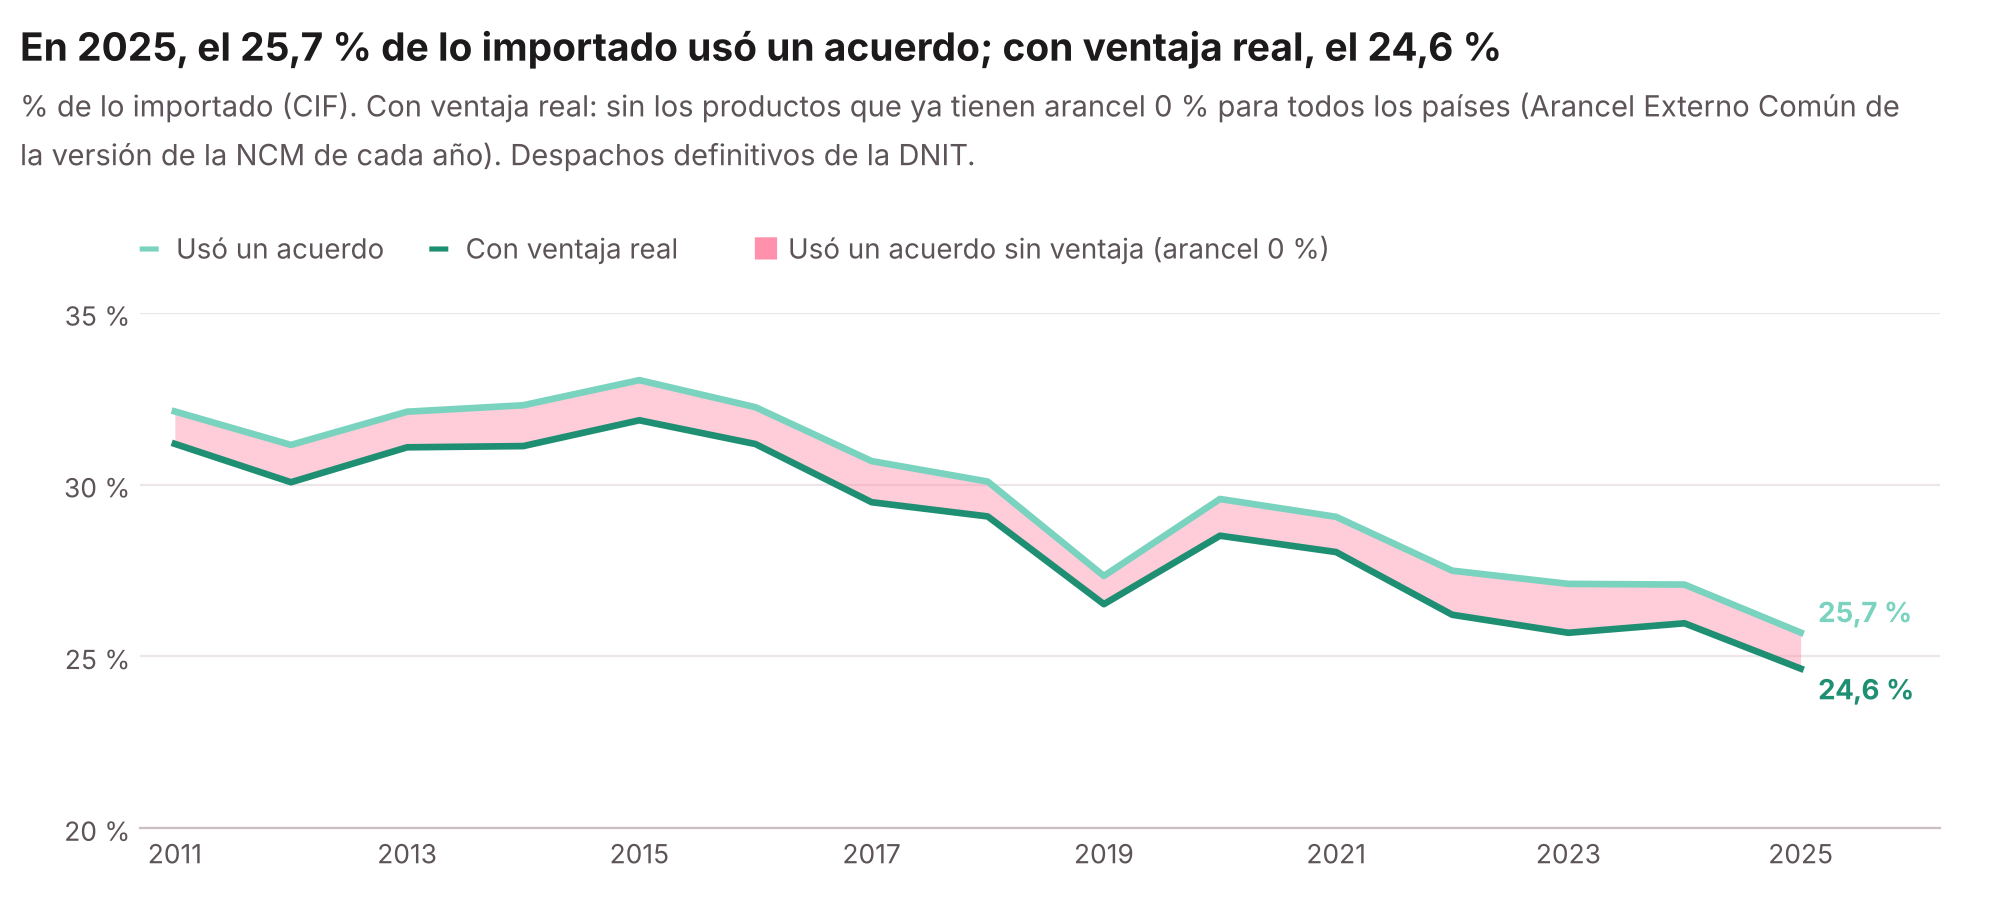 En 2025, el 25,7 % de lo importado usó un acuerdo; con ventaja real, el 24,6 %
% de lo importado (CIF). Con ventaja real: sin los productos que ya tienen arancel 0 % para todos los países (Arancel Externo Común de
la versión de la NCM de cada año). Despachos definitivos de la DNIT.
Usó un acuerdo Con ventaja real Usó un acuerdo sin ventaja (arancel 0 %)
35 %
30 %
25 %
25,7 %
24,6 %
20 %
2011 2013 2015 2017 2019 2021 2023 2025